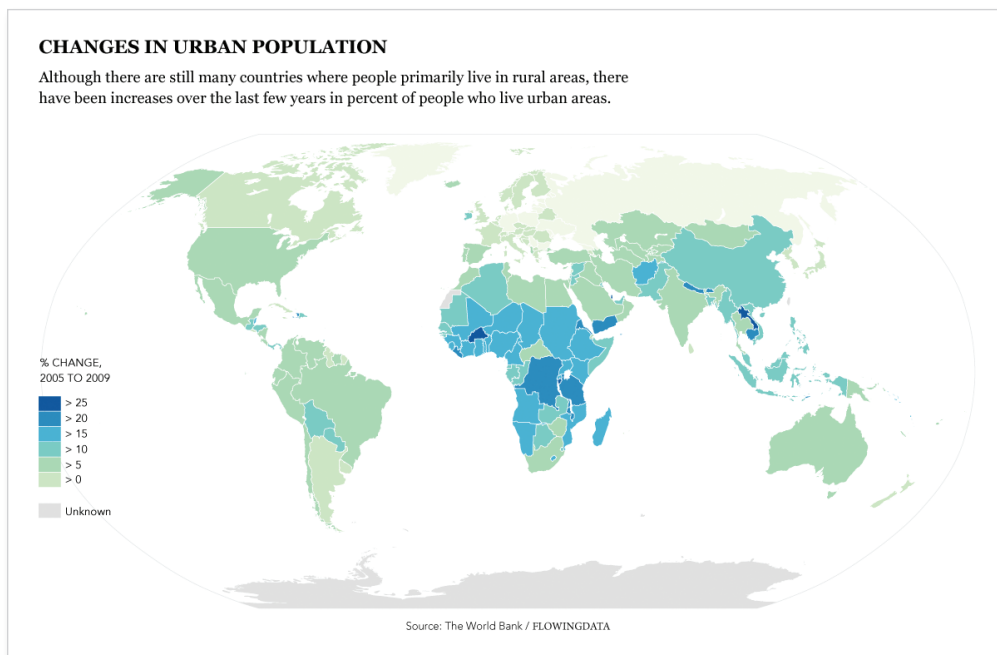 CHANGES IN URBAN POPULATION
Although there are still many countries where people primarily live in rural areas, there
have been increases over the last few years in percent of people who live urban areas.
% CHANGE,
2005 TO 2009
> 25
> 20
> 15
> 10
> 5
> 0
Unknown
Source: The World Bank / FLOWINGDATA